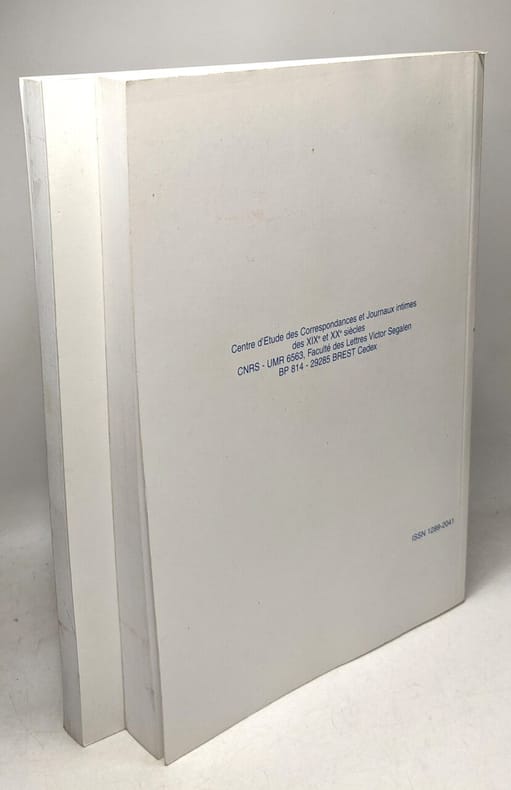 Centre d'Etude des Correspondances et Journaux intimes
des XIXe et XXe siècles
CNRS - UMR 6563, Faculté des Lettres Victor Segalen
BP 814 - 29285 BREST Cedex
ISSN 1289-2041